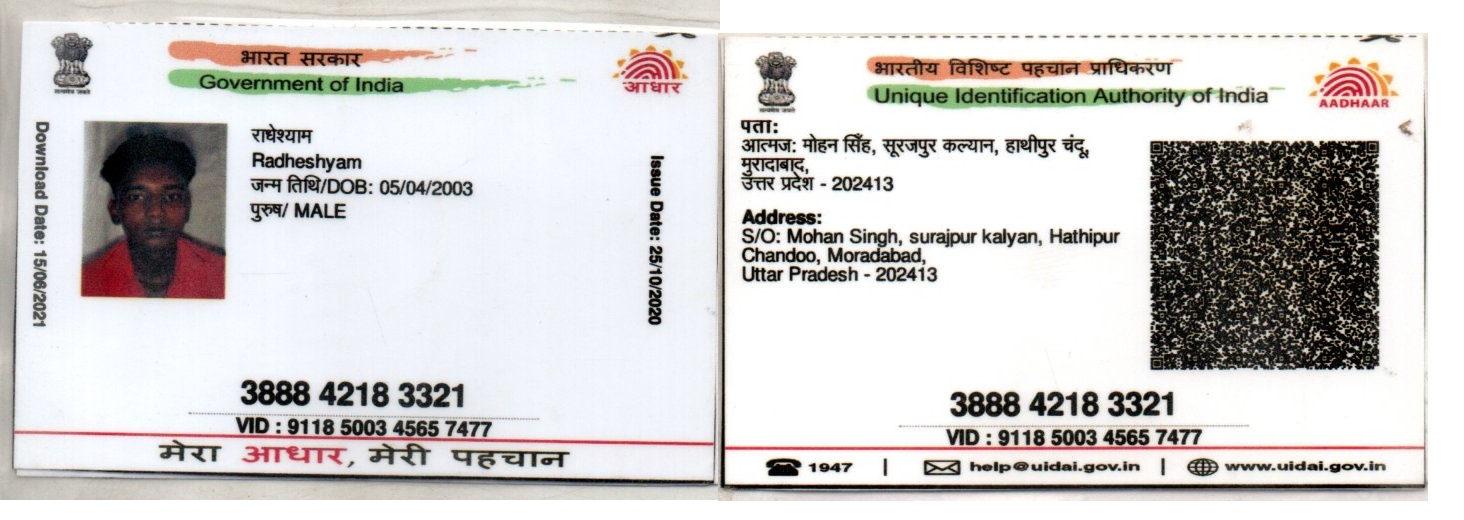 भारत सरकार
Government of India
आधार
Download Date: 15/06/2021
राधेश्याम
Radheshyam
जन्म तिथि/DOB: 05/04/2003
पुरुष/ MALE
Issue Date: 25/10/2020
3888 4218 3321
VID : 9118 5003 4565 7477
मेरा आधार, मेरी पहचान
भारतीय विशिष्ट पहचान प्राधिकरण
Unique Identification Authority of India
AADHAAR
पता:
आत्मज: मोहन सिंह, सूरजपुर कल्यान, हाथीपुर चंदू,
मुरादाबाद,
उत्तर प्रदेश - 202413
Address:
S/O: Mohan Singh, surajpur kalyan, Hathipur
Chandoo, Moradabad,
Uttar Pradesh - 202413
3888 4218 3321
VID : 9118 5003 4565 7477
1947 | help@uidai.gov.in | www.uidai.gov.in